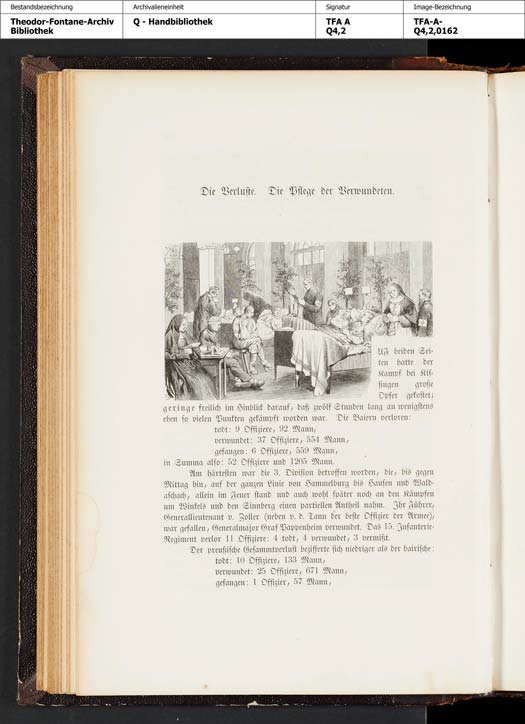 Bestandsbezeichnung
Theodor-Fontane-Archiv
Bibliothek
Archivalieneinheit
Q - Handbibliothek
Signatur
TFA A
Q4,2
Image-Bezeichnung
TFA-A-
Q4,2,0162
Die Verluste. Die Pflege der Verwundeten.
Uf beiden Sei-
ten hatte der
Kampf bei Kis-
singen große
Opfer gekostet;
geringe freilich im Hinblick darauf, daß zwölf Stunden lang an wenigstens
eben so vielen Punkten gekämpft worden war. Die Baiern verloren:
todt: 9 Offiziere, 92 Mann,
verwundet: 37 Offiziere, 554 Mann,
gefangen: 6 Offiziere, 559 Mann,
in Summa also: 52 Offiziere und 1205 Mann.
Am härtesten war die 3. Division betroffen worden, die, bis gegen
Mittag hin, auf der ganzen Linie von Hammelburg bis Hausen und Wald-
aschach, allein im Feuer stand und auch wohl später noch an den Kämpfen
um Winkels und den Sinnberg einen partiellen Antheil nahm. Ihr Führer,
Generallieutenant v. Zoller (neben v. d. Tann der beste Offizier der Armee),
war gefallen, Generalmajor Graf Pappenheim verwundet. Das 15. Infanterie-
Regiment verlor 11 Offiziere: 4 todt, 4 verwundet, 3 vermißt.
Der preußische Gesammtverlust bezifferte sich niedriger als der bairische:
todt: 10 Offiziere, 133 Mann,
verwundet: 25 Offiziere, 671 Mann,
gefangen: 1 Offizier, 57 Mann,